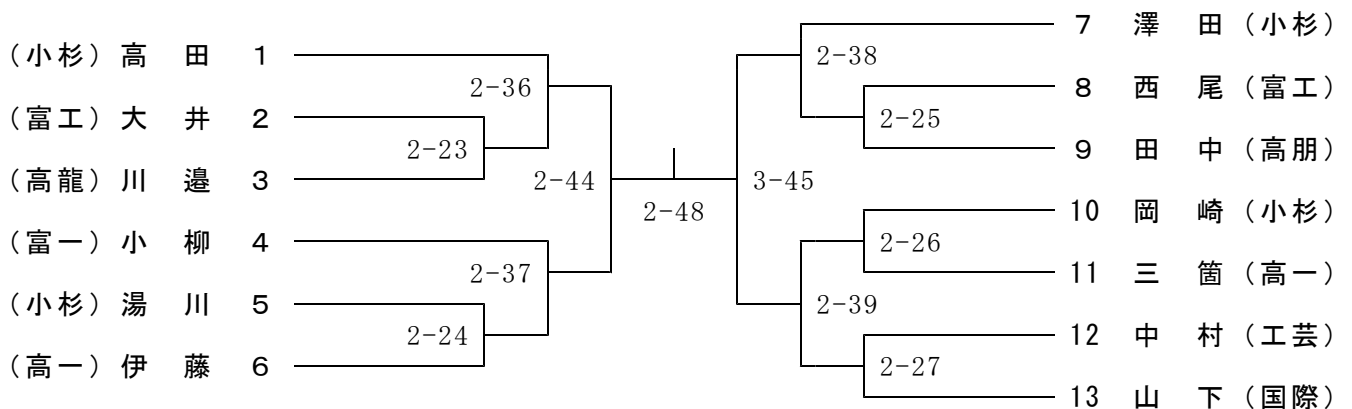 (小杉) 高 田 1
2-36
(富工) 大 井 2
2-23
(高龍) 川 邉 3
2-44
(富一) 小 柳 4
2-37
(小杉) 湯 川 5
2-24
(高一) 伊 藤 6
2-48
7 澤 田 (小杉)
2-38
8 西 尾 (富工)
2-25
9 田 中 (高朋)
3-45
10 岡 崎 (小杉)
2-26
11 三 箇 (高一)
2-39
12 中 村 (工芸)
2-27
13 山 下 (国際)